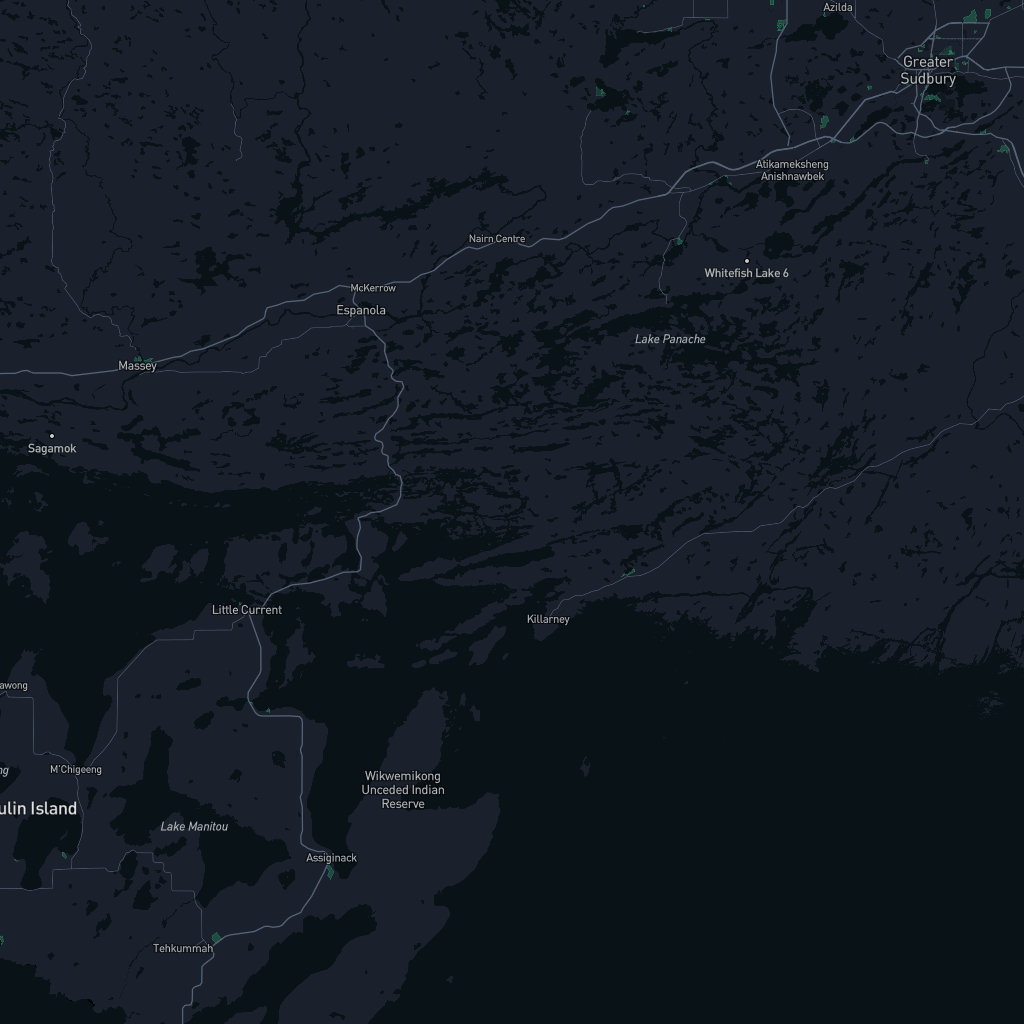 Azilda
Greater
Sudbury
Atikameksheng
Anishnawbek
Nairn Centre
Whitefish Lake 6
McKerrow
Espanola
Lake Panache
Massey
Sagamok
Little Current
Killarney
awong
M'Chigeeng
ng
Wikwemikong
Unceded Indian
Reserve
ulin Island
Lake Manitou
Assiginack
Tehkummah